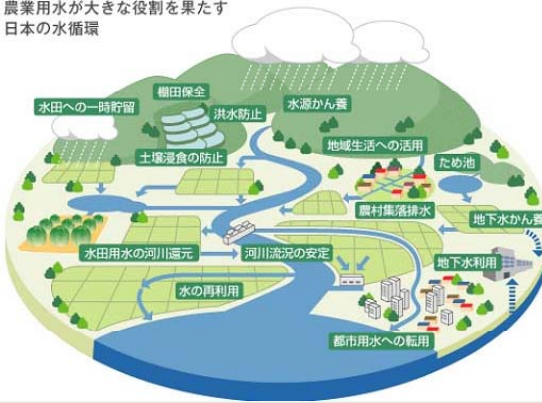 農業用水が大きな役割を果たす
日本の水循環
棚田保全
水田への一時貯留
洪水防止
水源かん養
土壌浸食の防止
地域生活への活用
ため池
農村集落排水
地下水かん養
水田用水の河川還元
河川流況の安定
地下水利用
水の再利用
都市用水への転用